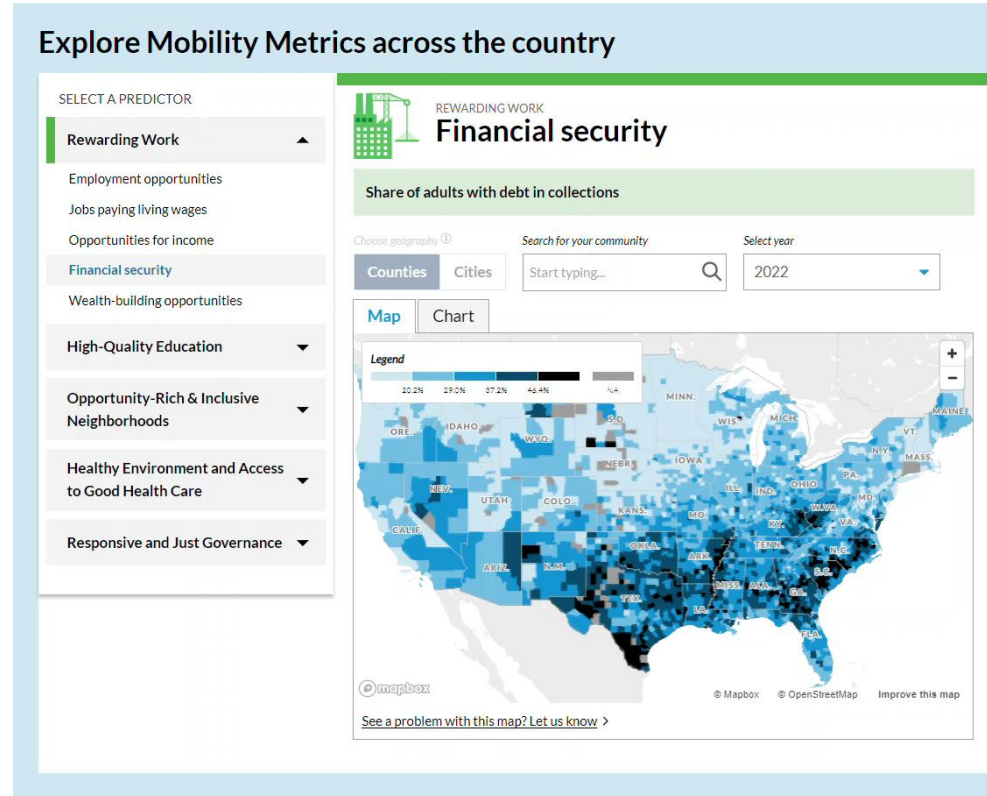 Explore Mobility Metrics across the country
SELECT A PREDICTOR
Rewarding Work
Employment opportunities
Jobs paying living wages
Opportunities for income
Financial security
Wealth-building opportunities
High-Quality Education
Opportunity-Rich & Inclusive
Neighborhoods
Healthy Environment and Access
to Good Health Care
Responsive and Just Governance
REWARDING WORK
Financial security
Share of adults with debt in collections
Choose geography
Search for your community
Select year
Counties
Cities
Start typing...
2022
Map
Chart
Legend
20.2% 29.0% 37.2% 46.4% NA
+
−
MINN.
ORE.
IDAHO
S.D.
WIS.
MICH.
MAINE
VT.
WYO.
NEBR.
IOWA
N.Y.
MASS.
PA.
NEV.
UTAH
COLO.
KANS.
MO.
ILL.
IND.
OHIO
MD.
W.VA.
VA.
KY.
CALIF.
ARIZ.
N.M.
OKLA.
ARK.
TENN.
N.C.
S.C.
TEX.
MISS.
ALA.
GA.
LA.
FLA.
mapbox
© Mapbox © OpenStreetMap Improve this map
See a problem with this map? Let us know >